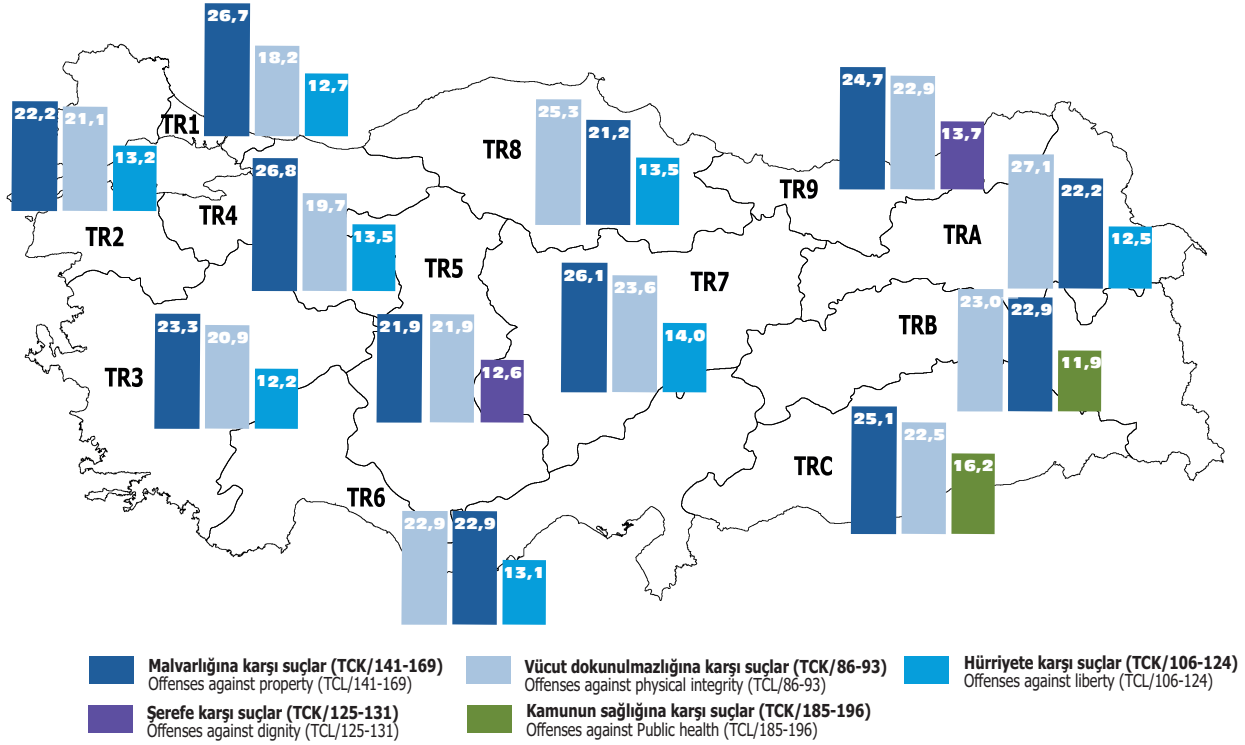 26,7
18,2
12,7
TR1
22,2
21,1
13,2
TR2
26,8
19,7
13,5
TR4
25,3
21,2
13,5
TR8
24,7
22,9
13,7
TR9
27,1
22,2
12,5
TRA
TR5
21,9
21,9
12,6
26,1
23,6
14,0
TR7
23,0
22,9
11,9
TRB
TR3
23,3
20,9
12,2
TR6
22,9
22,9
13,1
TRC
25,1
22,5
16,2
Malvarlığına karşı suçlar (TCK/141-169)
Offenses against property (TCL/141-169)
Vücut dokunulmazlığına karşı suçlar (TCK/86-93)
Offenses against physical integrity (TCL/86-93)
Hürriyete karşı suçlar (TCK/106-124)
Offenses against liberty (TCL/106-124)
Şerefe karşı suçlar (TCK/125-131)
Offenses against dignity (TCL/125-131)
Kamunun sağlığına karşı suçlar (TCK/185-196)
Offenses against Public health (TCL/185-196)